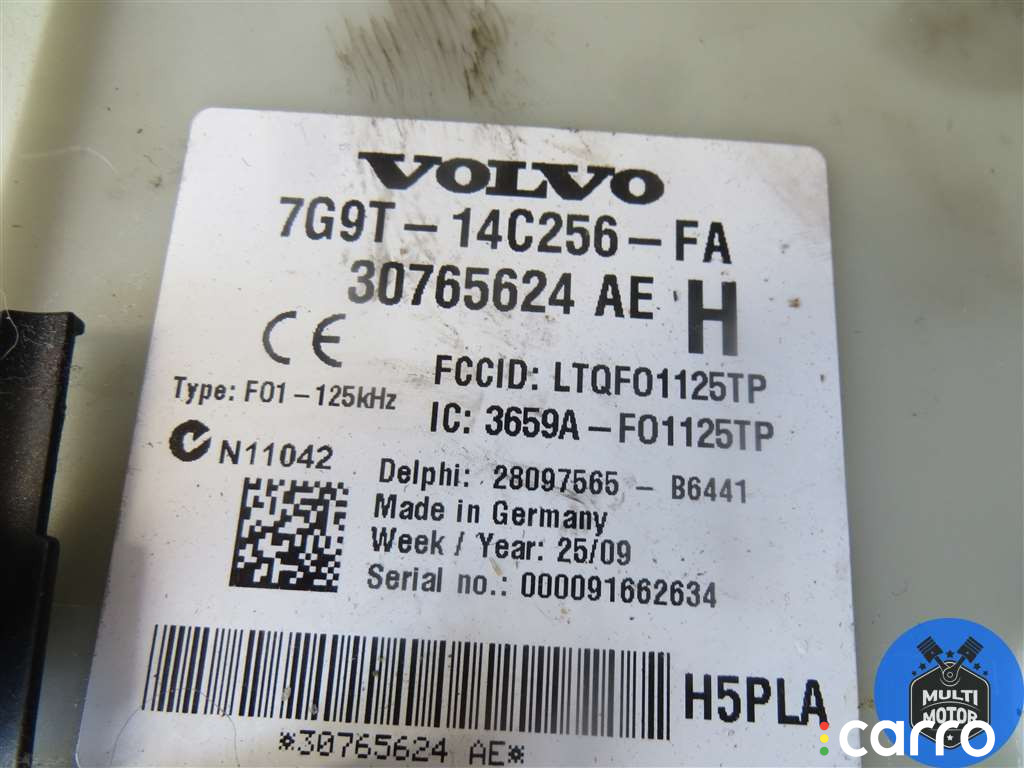 VOLVO
7G9T-14C256-FA
30765624 AE H
CE
FCCID: LTQF01125TP
Type: F01-125kHz
IC: 3659A-F01125TP
N11042
Delphi: 28097565 - B6441
Made in Germany
Week / Year: 25/09
Serial no.: 000091662634
H5PLA
*30765624 AE*
MULTI
MOTOR
carro